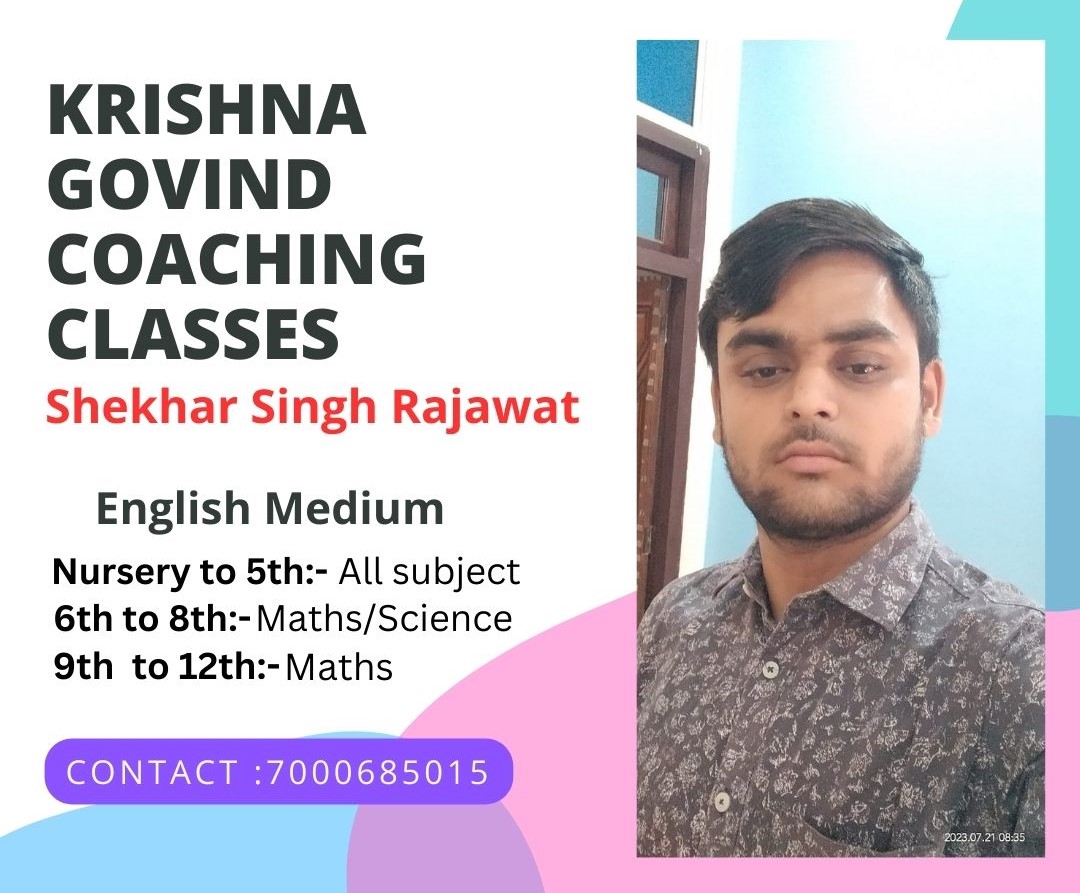 KRISHNA
GOVIND
COACHING
CLASSES
Shekhar Singh Rajawat
English Medium
Nursery to 5th:- All subject
6th to 8th:-Maths/Science
9th to 12th:-Maths
CONTACT :7000685015
2023.07.21 08:35